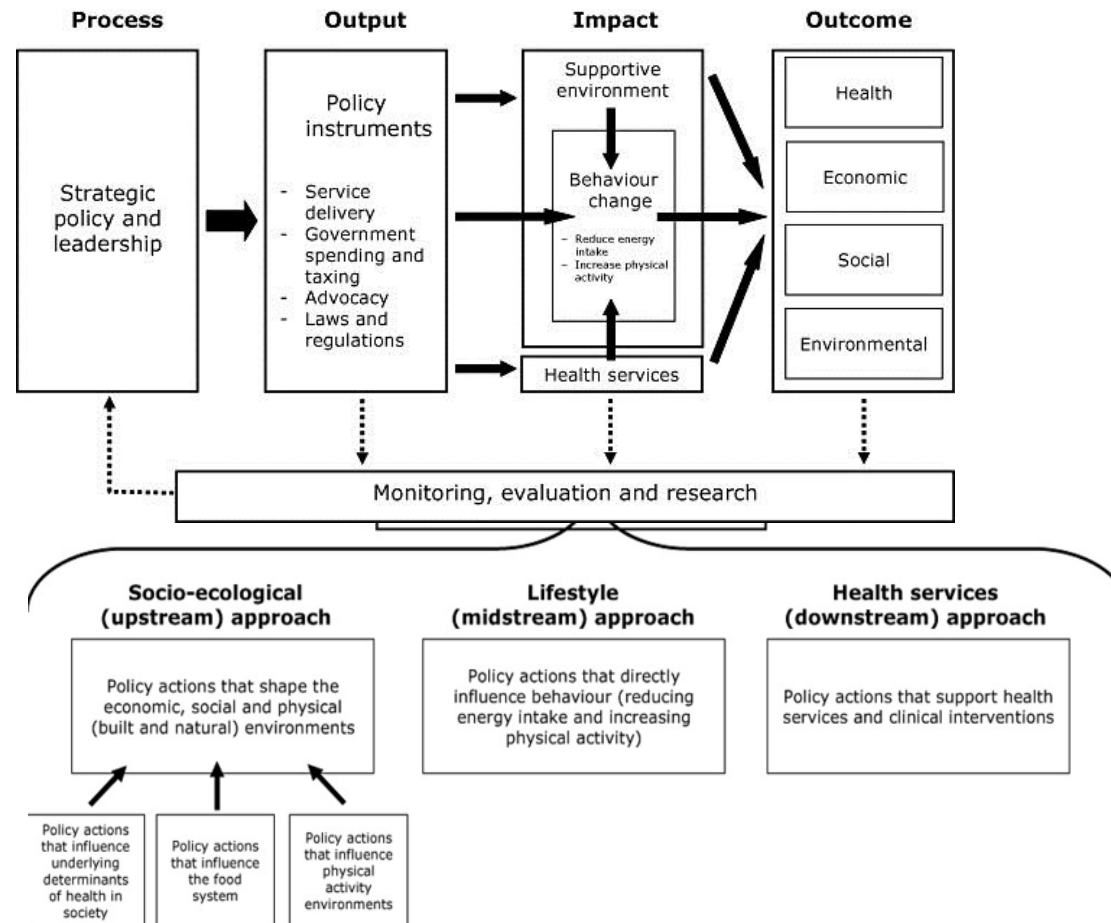 Process
Output
Impact
Outcome
Strategic
policy and
leadership
Policy
instruments
- Service
delivery
- Government
spending and
taxing
- Advocacy
- Laws and
regulations
Supportive
environment
Behaviour
change
– Reduce energy
intake
– Increase physical
activity
Health services
Health
Economic
Social
Environmental
Monitoring, evaluation and research
Socio-ecological
(upstream) approach
Policy actions that shape the
economic, social and physical
(built and natural) environments
Policy actions
that influence
underlying
determinants
of health in
society
Policy actions
that influence
the food
system
Policy actions
that influence
physical
activity
environments
Lifestyle
(midstream) approach
Policy actions that directly
influence behaviour (reducing
energy intake and increasing
physical activity)
Health services
(downstream) approach
Policy actions that support health
services and clinical interventions